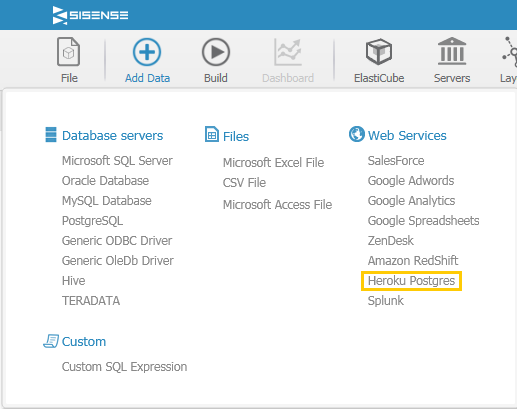 SISENSE
File
Add Data
Build
Dashboard
ElastiCube
Servers
Lay
Database servers
Microsoft SQL Server
Oracle Database
MySQL Database
PostgreSQL
Generic ODBC Driver
Generic OleDb Driver
Hive
TERADATA
Custom
Custom SQL Expression
Files
Microsoft Excel File
CSV File
Microsoft Access File
Web Services
SalesForce
Google Adwords
Google Analytics
Google Spreadsheets
ZenDesk
Amazon RedShift
Heroku Postgres
Splunk